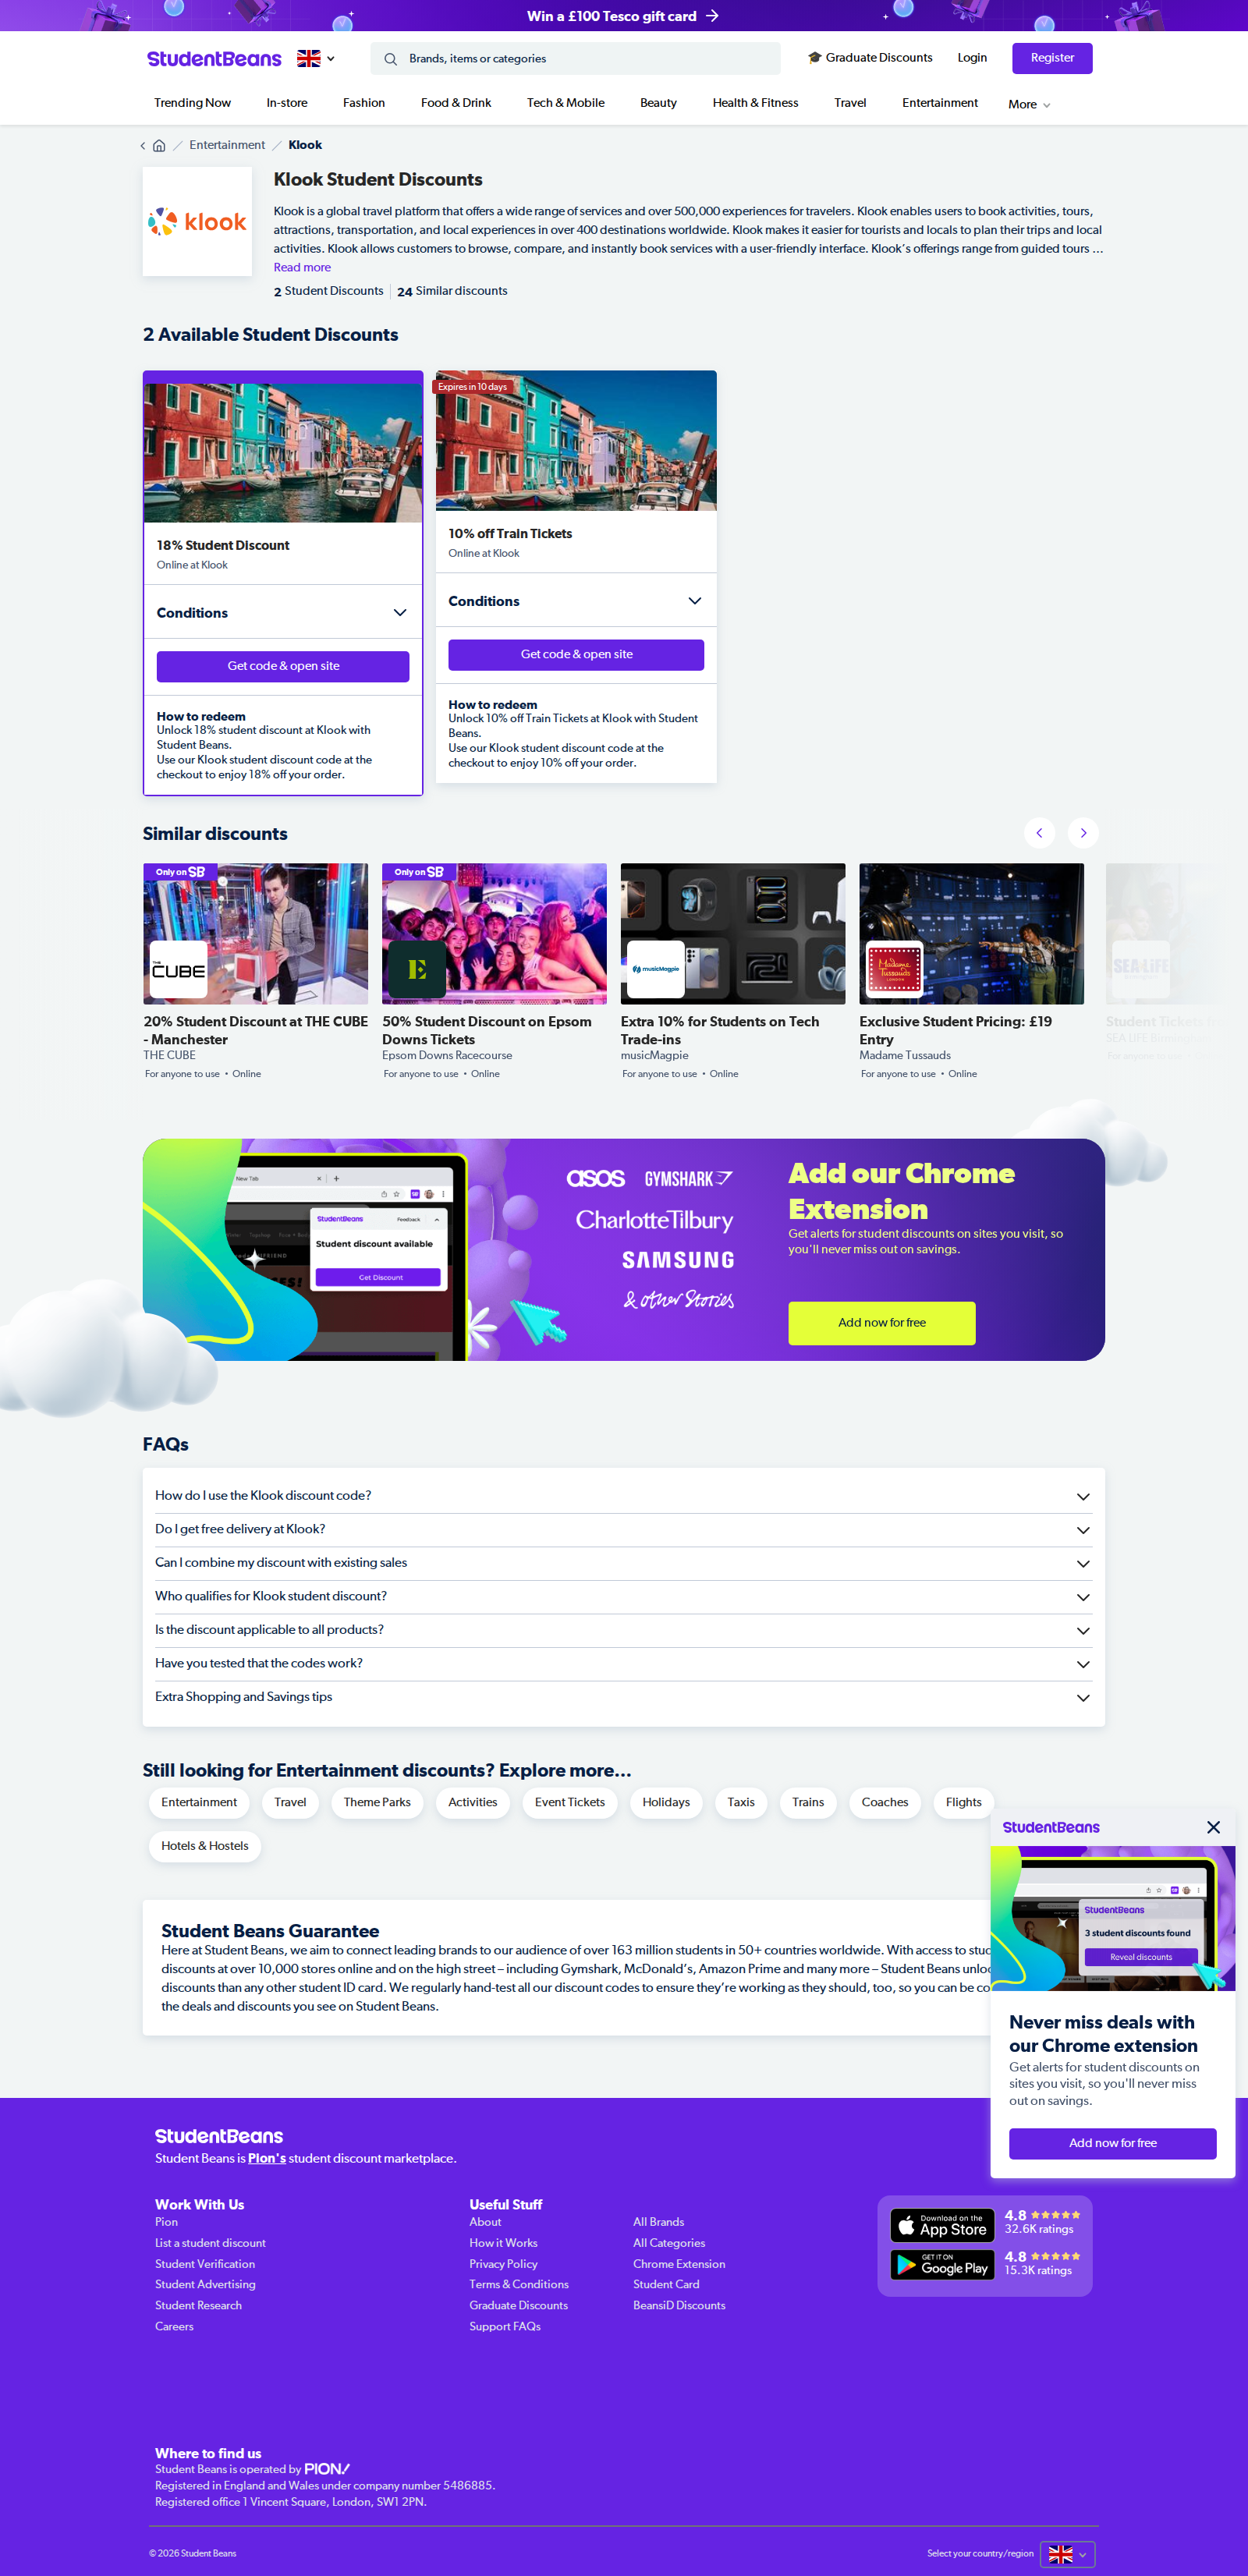 Win a £100 Tesco gift card
StudentBeans
Brands, items or categories
🎓 Graduate Discounts
Login
Register
Trending Now
In-store
Fashion
Food & Drink
Tech & Mobile
Beauty
Health & Fitness
Travel
Entertainment
More
Entertainment
Klook
klook
Klook Student Discounts
Klook is a global travel platform that offers a wide range of services and over 500,000 experiences for travelers. Klook enables users to book activities, tours,
attractions, transportation, and local experiences in over 400 destinations worldwide. Klook makes it easier for tourists and locals to plan their trips and local
activities. Klook allows customers to browse, compare, and instantly book services with a user-friendly interface. Klook's offerings range from guided tours ...
Read more
2 Student Discounts
24 Similar discounts
2 Available Student Discounts
18% Student Discount
Online at Klook
Conditions
Get code & open site
How to redeem
Unlock 18% student discount at Klook with
Student Beans.
Use our Klook student discount code at the
checkout to enjoy 18% off your order.
Expires in 10 days
10% off Train Tickets
Online at Klook
Conditions
Get code & open site
How to redeem
Unlock 10% off Train Tickets at Klook with Student
Beans.
Use our Klook student discount code at the
checkout to enjoy 10% off your order.
Similar discounts
Only on SB
THE CUBE
20% Student Discount at THE CUBE
- Manchester
THE CUBE
For anyone to use • Online
Only on SB
E
50% Student Discount on Epsom
Downs Tickets
Epsom Downs Racecourse
For anyone to use • Online
musicMagpie
Extra 10% for Students on Tech
Trade-ins
musicMagpie
For anyone to use • Online
Madame
Tussauds
LONDON
Exclusive Student Pricing: £19
Entry
Madame Tussauds
For anyone to use • Online
SEA LIFE
Student Tickets
SEA LIFE
New Tab
StudentBeans
Feedback
Student discount available
Get Discount
asos
GYMSHARK
Charlotte Tilbury
SAMSUNG
& other Stories
Add our Chrome
Extension
Get alerts for student discounts on sites you visit, so
you'll never miss out on savings.
Add now for free
FAQs
How do I use the Klook discount code?
Do I get free delivery at Klook?
Can I combine my discount with existing sales
Who qualifies for Klook student discount?
Is the discount applicable to all products?
Have you tested that the codes work?
Extra Shopping and Savings tips
Still looking for Entertainment discounts? Explore more...
Entertainment
Travel
Theme Parks
Activities
Event Tickets
Holidays
Taxis
Trains
Coaches
Flights
Hotels & Hostels
Student Beans Guarantee
Here at Student Beans, we aim to connect leading brands to our audience of over 163 million students in 50+ countries worldwide. With access to
discounts at over 10,000 stores online and on the high street – including Gymshark, McDonald's, Amazon Prime and many more – Student Beans
discounts than any other student ID card. We regularly hand-test all our discount codes to ensure they're working as they should, too, so you can be
the deals and discounts you see on Student Beans.
StudentBeans
StudentBeans
3 student discounts found
Reveal discounts
Never miss deals with
our Chrome extension
Get alerts for student discounts on
sites you visit, so you'll never miss
out on savings.
Add now for free
StudentBeans
Student Beans is Pion's student discount marketplace.
Work With Us
Pion
List a student discount
Student Verification
Student Advertising
Student Research
Careers
Useful Stuff
About
How it Works
Privacy Policy
Terms & Conditions
Graduate Discounts
Support FAQs
All Brands
All Categories
Chrome Extension
Student Card
BeansiD Discounts
Download on the
App Store
4.8
32.6K ratings
GET IT ON
Google Play
4.8
15.3K ratings
Where to find us
Student Beans is operated by PION
Registered in England and Wales under company number 5486885.
Registered office 1 Vincent Square, London, SW1 2PN.
© 2026 Student Beans
Select your country/region